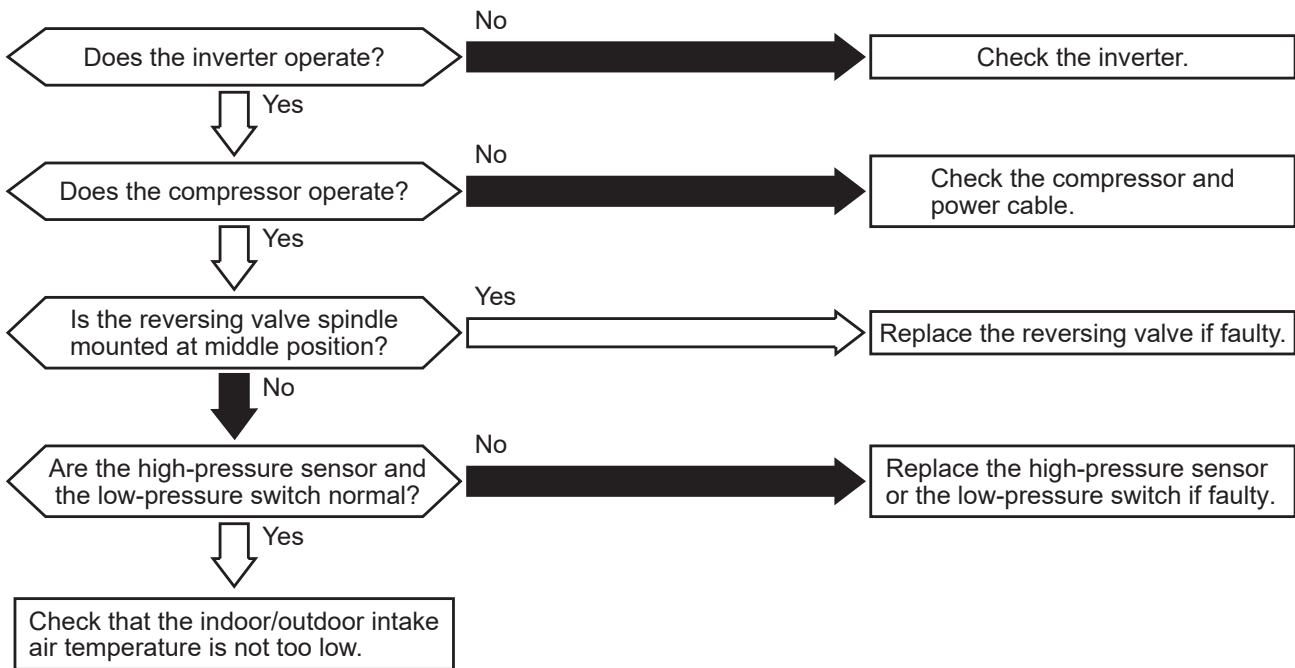 Does the inverter operate?
No
Check the inverter.
Yes
Does the compressor operate?
No
Check the compressor and
power cable.
Yes
Is the reversing valve spindle
mounted at middle position?
Yes
Replace the reversing valve if faulty.
No
Are the high-pressure sensor and
the low-pressure switch normal?
No
Replace the high-pressure sensor
or the low-pressure switch if faulty.
Yes
Check that the indoor/outdoor intake
air temperature is not too low.